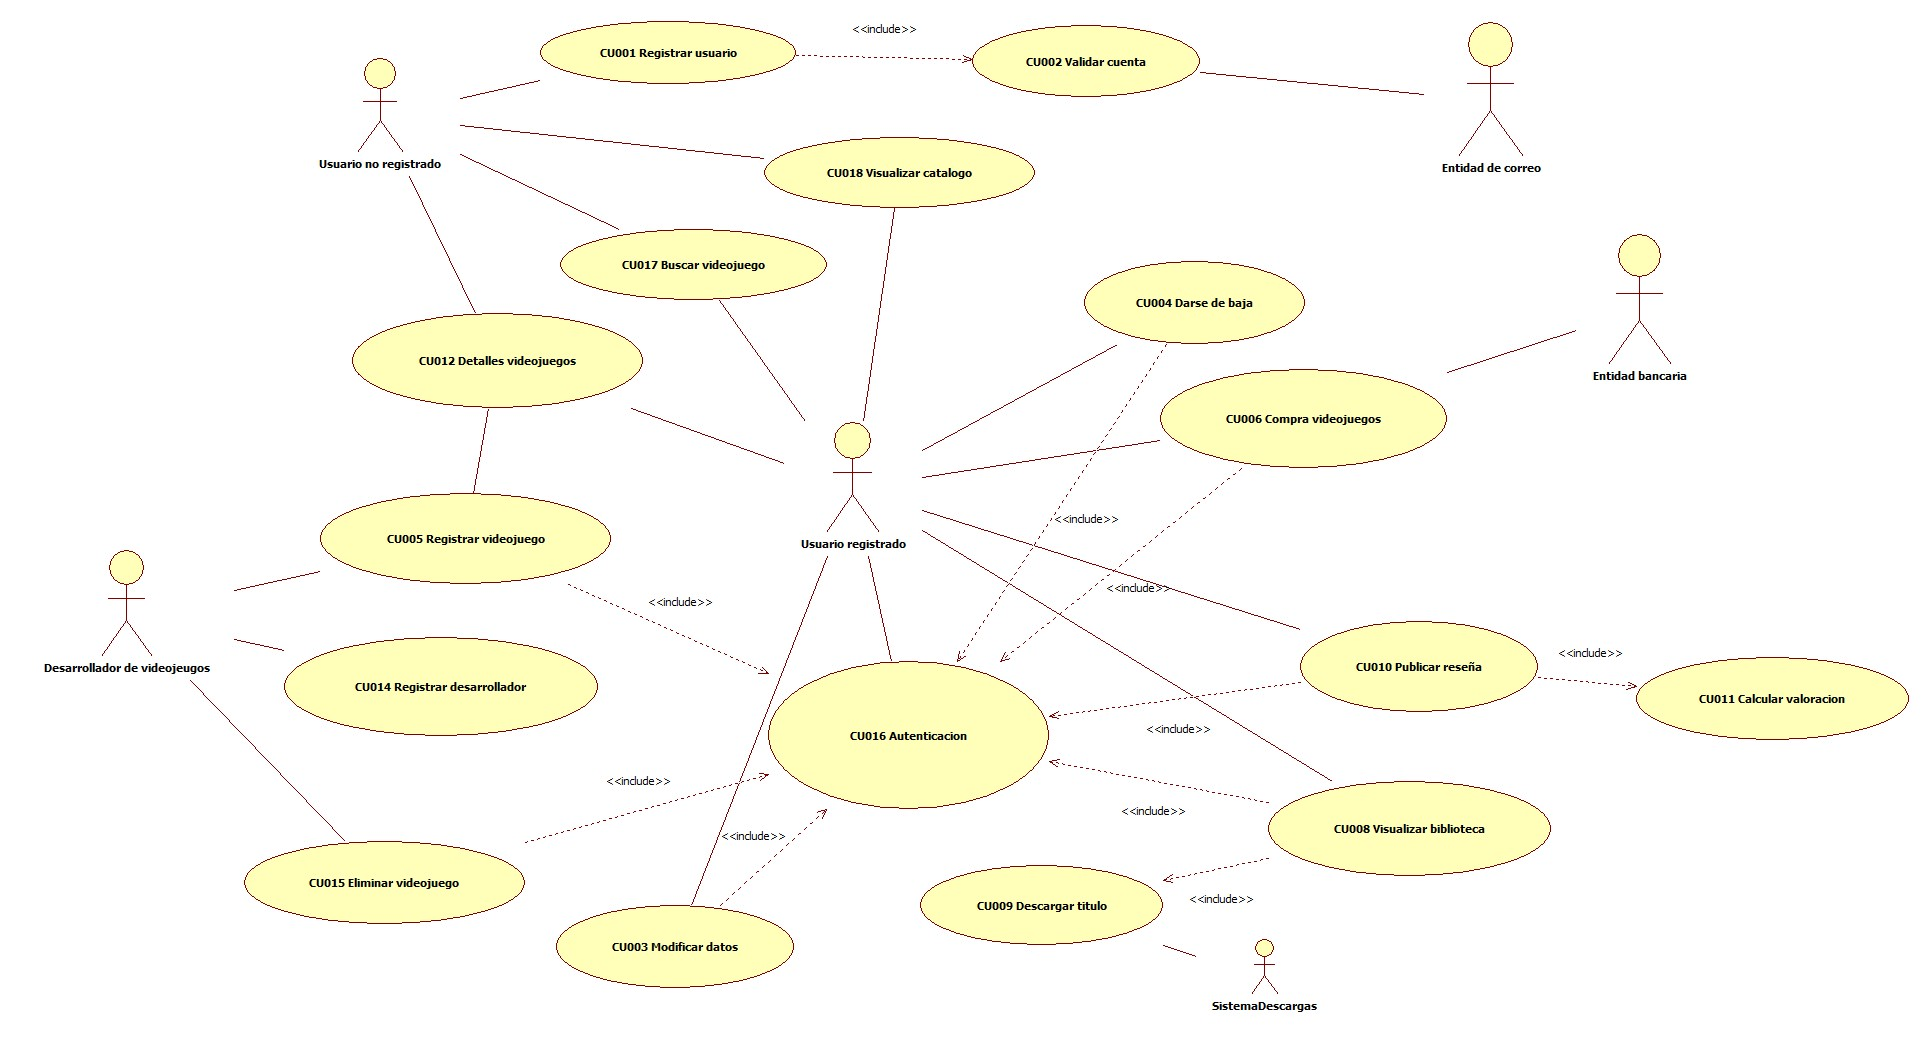 <<include>>
CU001 Registrar usuario
CU002 Validar cuenta
Usuario no registrado
Entidad de correo
CU018 Visualizar catalogo
CU017 Buscar videojuego
CU004 Darse de baja
CU012 Detalles videojuegos
Entidad bancaria
CU006 Compra videojuegos
<<include>>
CU005 Registrar videojuego
Usuario registrado
<<include>>
<<include>>
Desarrollador de videojeugos
<<include>>
CU010 Publicar reseña
CU014 Registrar desarrollador
CU011 Calcular valoracion
<<include>>
CU016 Autenticacion
<<include>>
<<include>>
CU008 Visualizar biblioteca
<<include>>
CU015 Eliminar videojuego
<<include>>
CU009 Descargar titulo
CU003 Modificar datos
SistemaDescargas